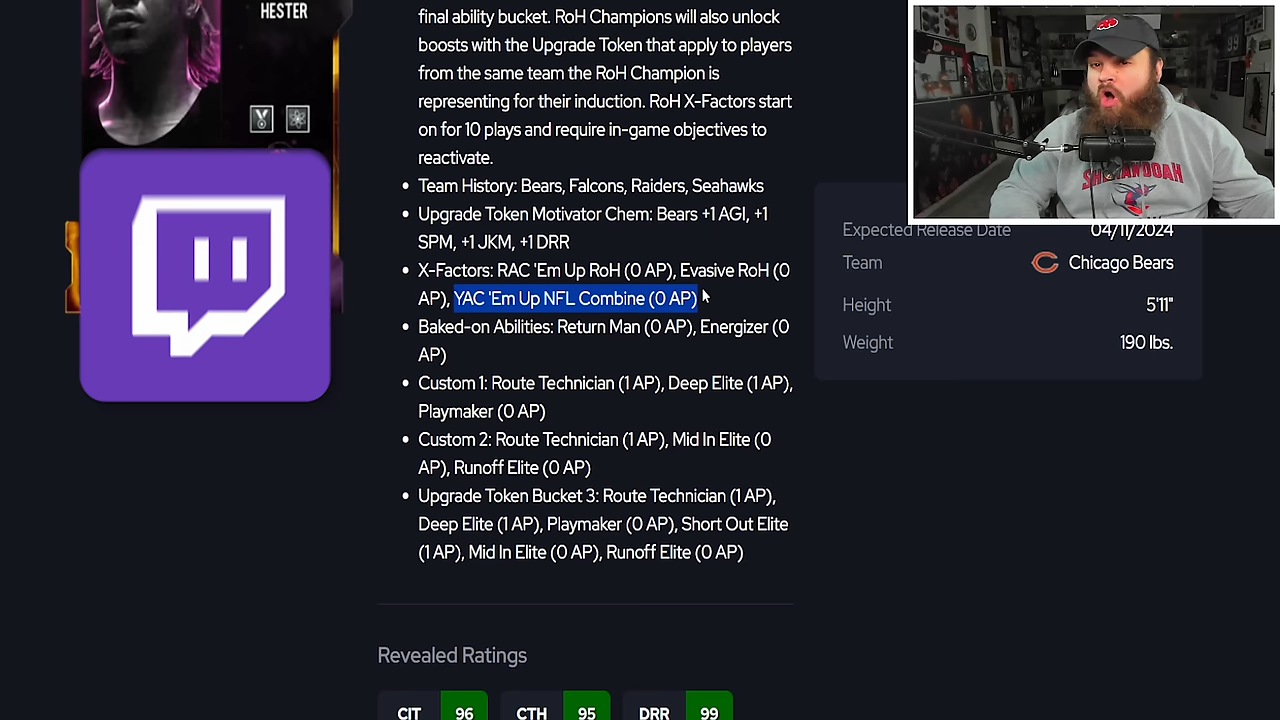 HESTER
final ability bucket. RoH Champions will also unlock
boosts with the Upgrade Token that apply to players
from the same team the RoH Champion is
representing for their induction. RoH X-Factors start
on for 10 plays and require in-game objectives to
reactivate.
• Team History: Bears, Falcons, Raiders, Seahawks
• Upgrade Token Motivator Chem: Bears +1 AGI, +1
SPM, +1 JKM, +1 DRR
• X-Factors: RAC 'Em Up RoH (0 AP), Evasive RoH (0
AP), YAC 'Em Up NFL Combine (0 AP)
• Baked-on Abilities: Return Man (0 AP), Energizer (0
AP)
• Custom 1: Route Technician (1 AP), Deep Elite (1 AP),
Playmaker (0 AP)
• Custom 2: Route Technician (1 AP), Mid In Elite (0
AP), Runoff Elite (0 AP)
• Upgrade Token Bucket 3: Route Technician (1 AP),
Deep Elite (1 AP), Playmaker (0 AP), Short Out Elite
(1 AP), Mid In Elite (0 AP), Runoff Elite (0 AP)
Revealed Ratings
CIT 96 CTH 95 DRR 99
Expected Release Date 04/11/2024
Team Chicago Bears
Height 5'11"
Weight 190 lbs.
SHENANDOAH